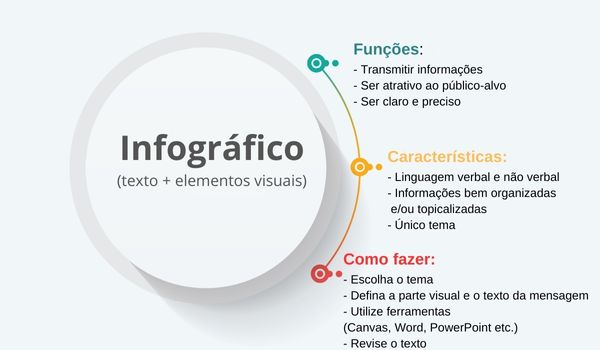 Infográfico
(texto + elementos visuais)
Funções:
- Transmitir informações
- Ser atrativo ao público-alvo
- Ser claro e preciso
Características:
- Linguagem verbal e não verbal
- Informações bem organizadas
e/ou topicalizadas
- Único tema
Como fazer:
- Escolha o tema
- Defina a parte visual e o texto da mensagem
- Utilize ferramentas
(Canvas, Word, PowerPoint etc.)
- Revise o texto